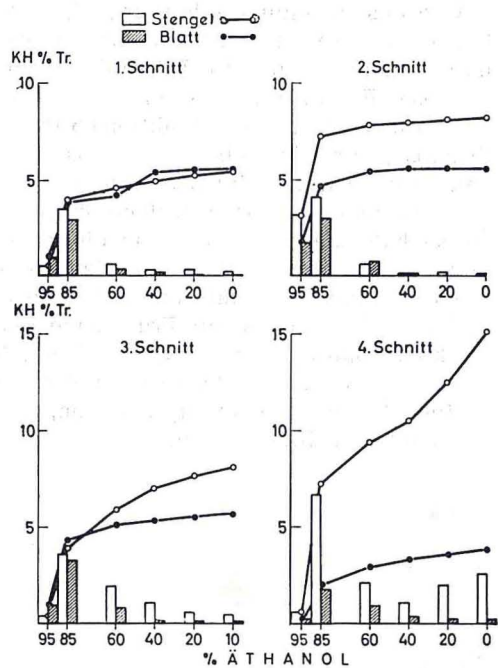 Stengel
Blatt
KH % Tr.
1.Schnitt
2.Schnitt
10
5
10
5
95 85 60 40 20 0
95 85 60 40 20 0
KH % Tr.
3.Schnitt
4.Schnitt
15
10
5
15
10
5
95 85 60 40 20 10
95 85 60 40 20 0
% ÄTHANOL